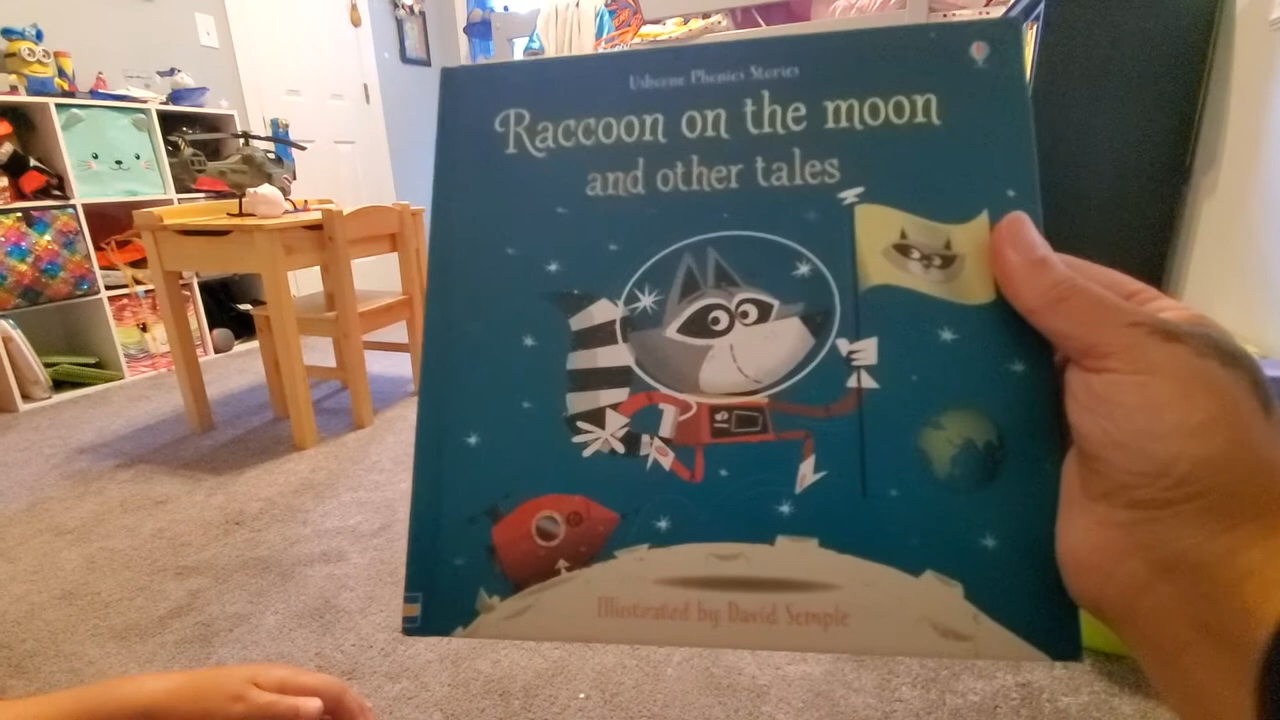 Usborne Phonics Stories
Raccoon on the moon
and other tales
Illustrated by David Semple